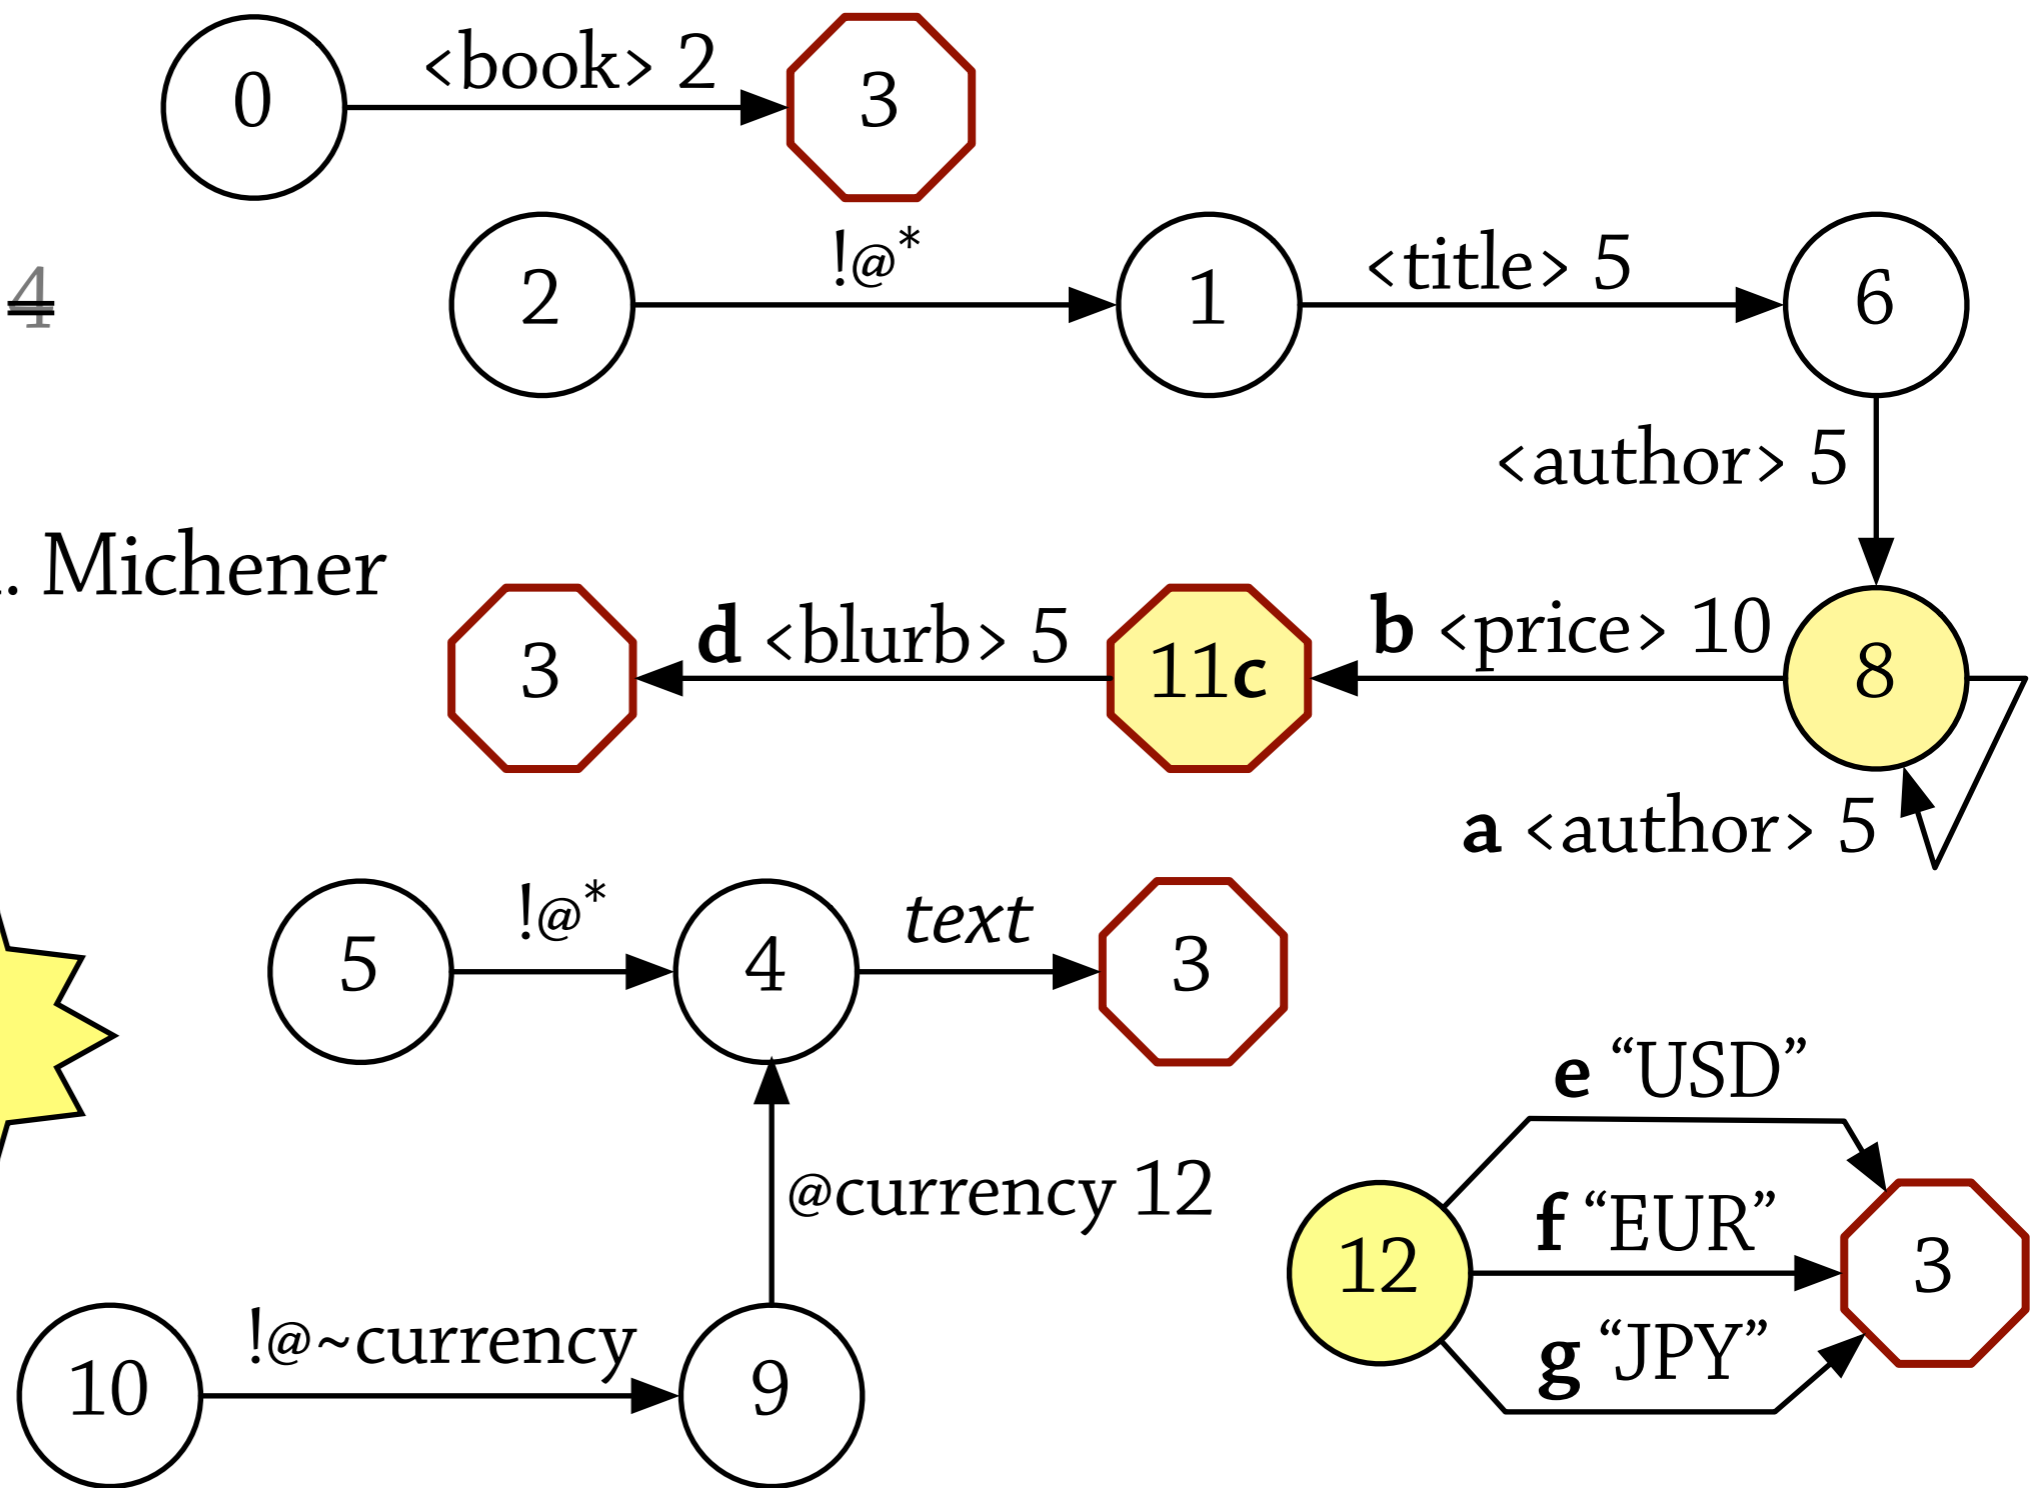 0 <book> 2 3
4 2 !@* 1 <title> 5 6
<author> 5
. Michener
3 d <blurb> 5 11c b <price> 10 8
a <author> 5
5 !@* 4 text 3
e “USD”
@currency 12
12 f “EUR” 3
10 !@~currency 9
g “JPY”